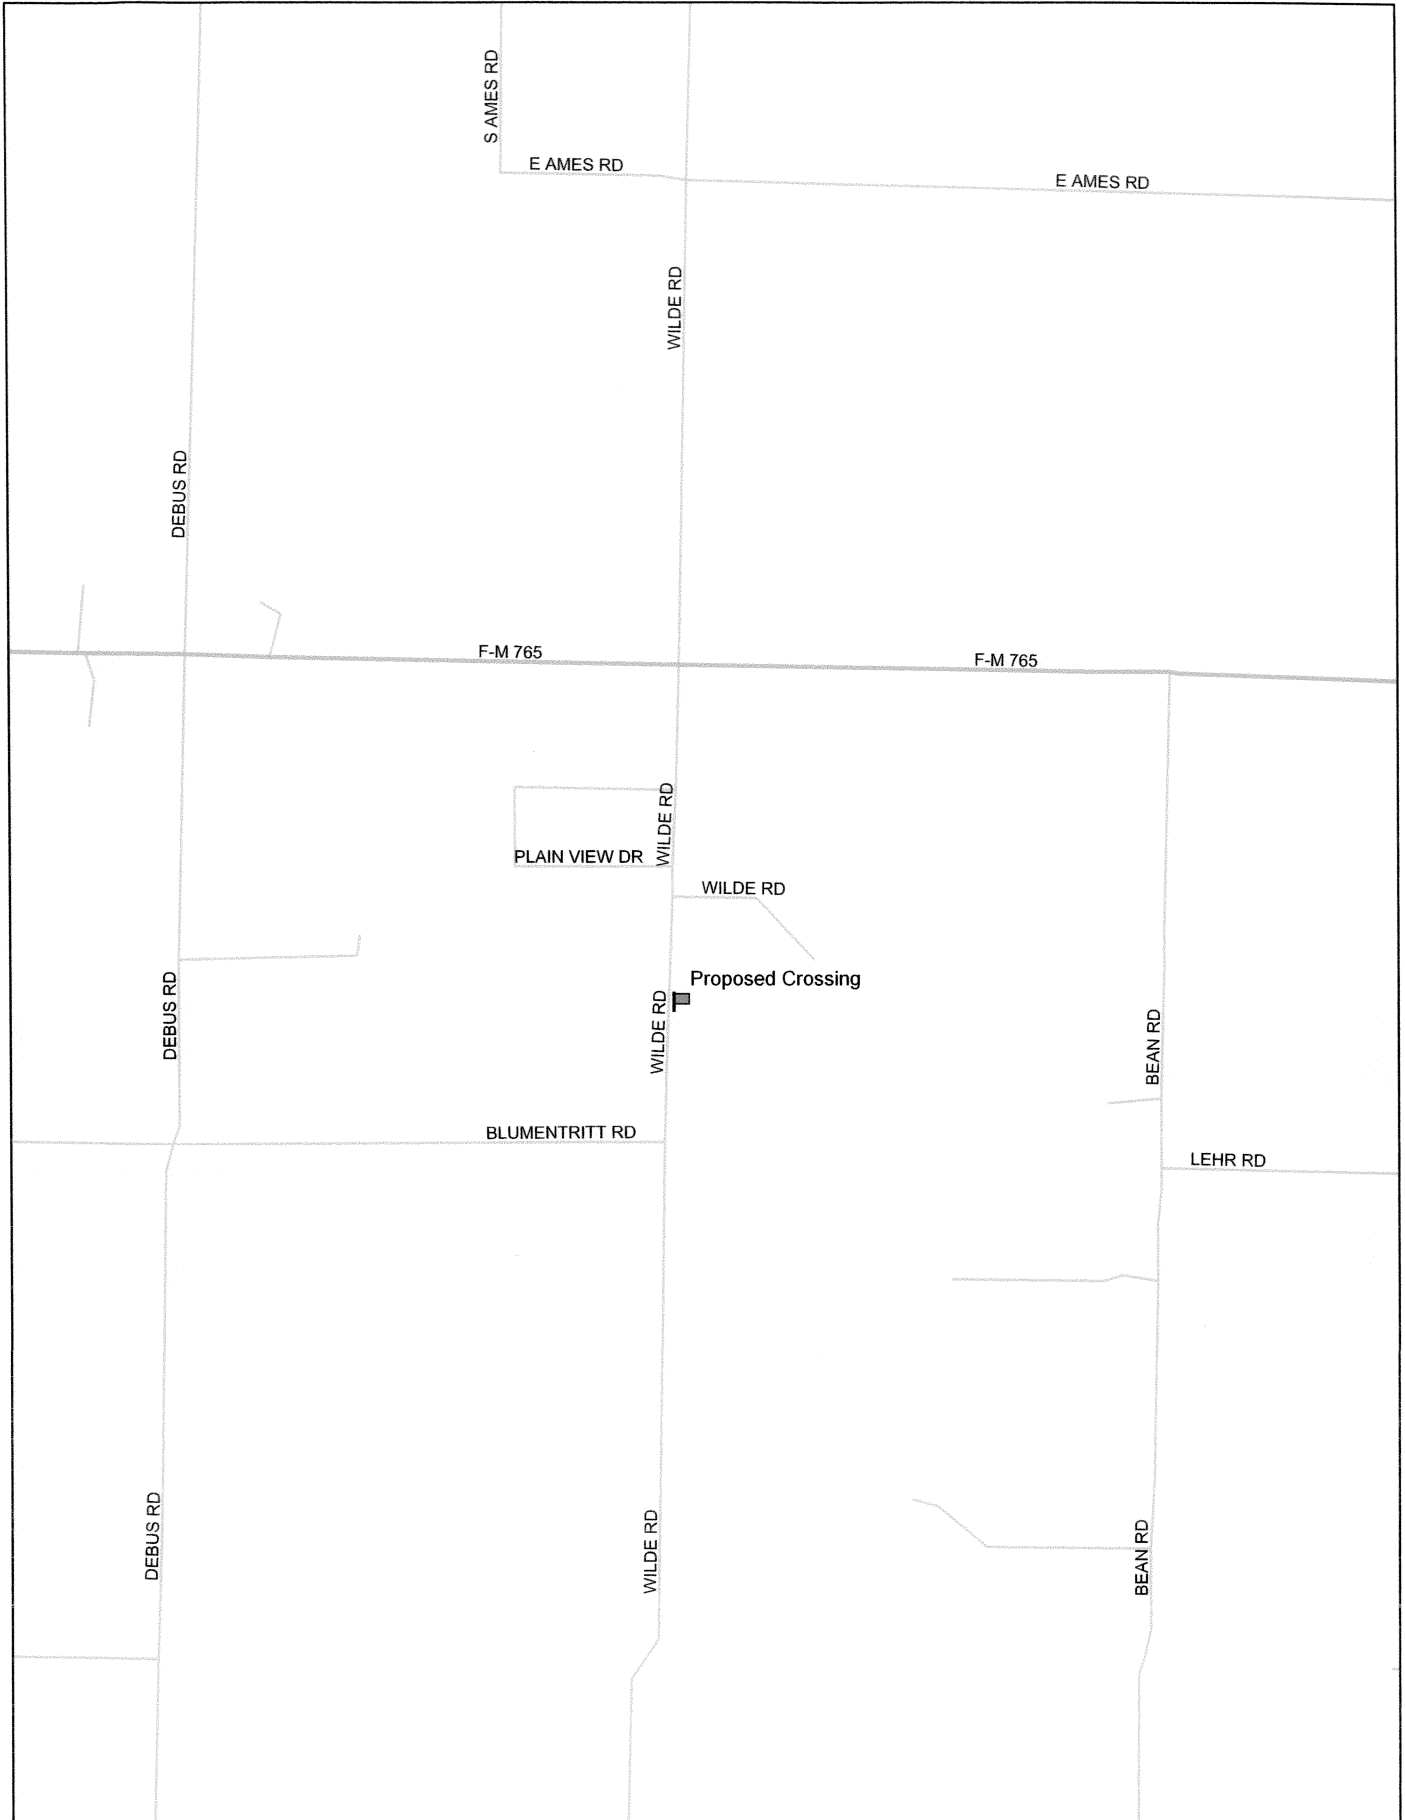 S AMES RD
E AMES RD
E AMES RD
WILDE RD
DEBUS RD
F-M 765
F-M 765
WILDE RD
PLAIN VIEW DR
WILDE RD
Proposed Crossing
DEBUS RD
WILDE RD
BEAN RD
BLUMENTRITT RD
LEHR RD
DEBUS RD
WILDE RD
BEAN RD